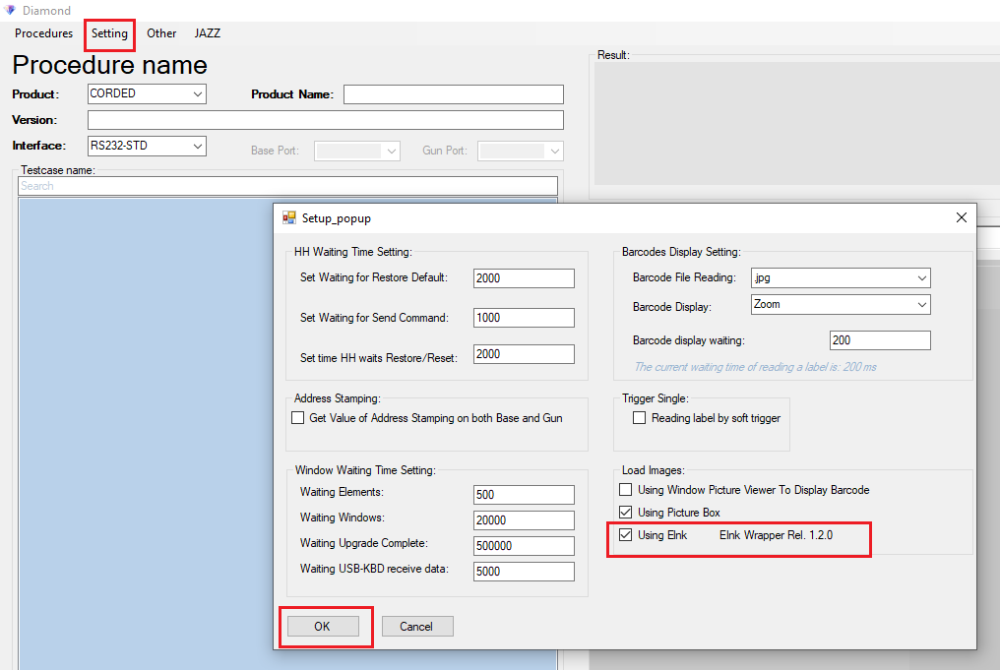 Diamond
Procedures Setting Other JAZZ
Procedure name
Product: CORDED Product Name:
Version:
Interface: RS232-STD Base Port: Gun Port:
Testcase name:
Search
Result:
Setup_popup
HH Waiting Time Setting:
Set Waiting for Restore Default: 2000
Set Waiting for Send Command: 1000
Set time HH waits Restore/Reset: 2000
Barcodes Display Setting:
Barcode File Reading: .jpg
Barcode Display: Zoom
Barcode display waiting: 200
The current waiting time of reading a label is: 200 ms
Address Stamping:
Get Value of Address Stamping on both Base and Gun
Trigger Single:
Reading label by soft trigger
Window Waiting Time Setting:
Waiting Elements: 500
Waiting Windows: 20000
Waiting Upgrade Complete: 500000
Waiting USB-KBD receive data: 5000
Load Images:
Using Window Picture Viewer To Display Barcode
Using Picture Box
Using EInk EInk Wrapper Rel. 1.2.0
OK Cancel